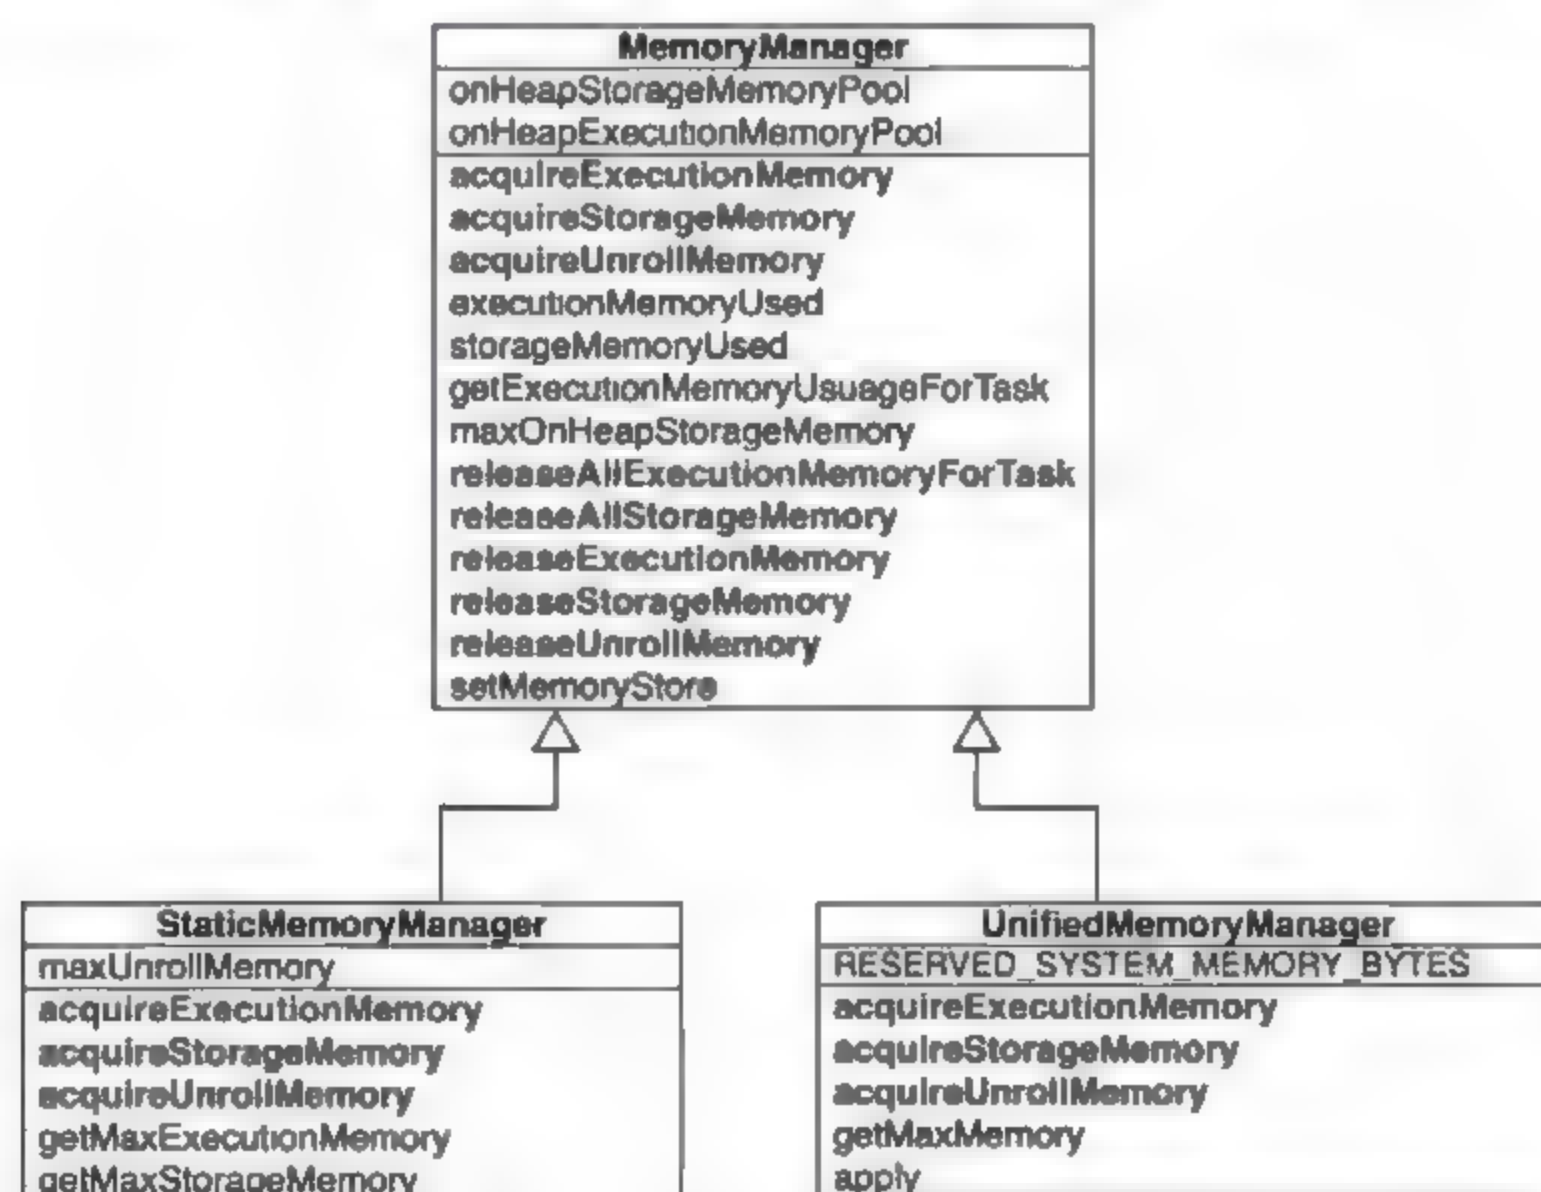 MemoryManager
onHeapStorageMemoryPool
onHeapExecutionMemoryPool
acquireExecutionMemory
acquireStorageMemory
acquireUnrollMemory
executionMemoryUsed
storageMemoryUsed
getExecutionMemoryUsuageForTask
maxOnHeapStorageMemory
releaseAllExecutionMemoryForTask
releaseAllStorageMemory
releaseExecutionMemory
releaseStorageMemory
releaseUnrollMemory
setMemoryStore
StaticMemoryManager
maxUnrollMemory
acquireExecutionMemory
acquireStorageMemory
acquireUnrollMemory
getMaxExecutionMemory
getMaxStorageMemory
UnifiedMemoryManager
RESERVED_SYSTEM_MEMORY_BYTES
acquireExecutionMemory
acquireStorageMemory
acquireUnrollMemory
getMaxMemory
apply